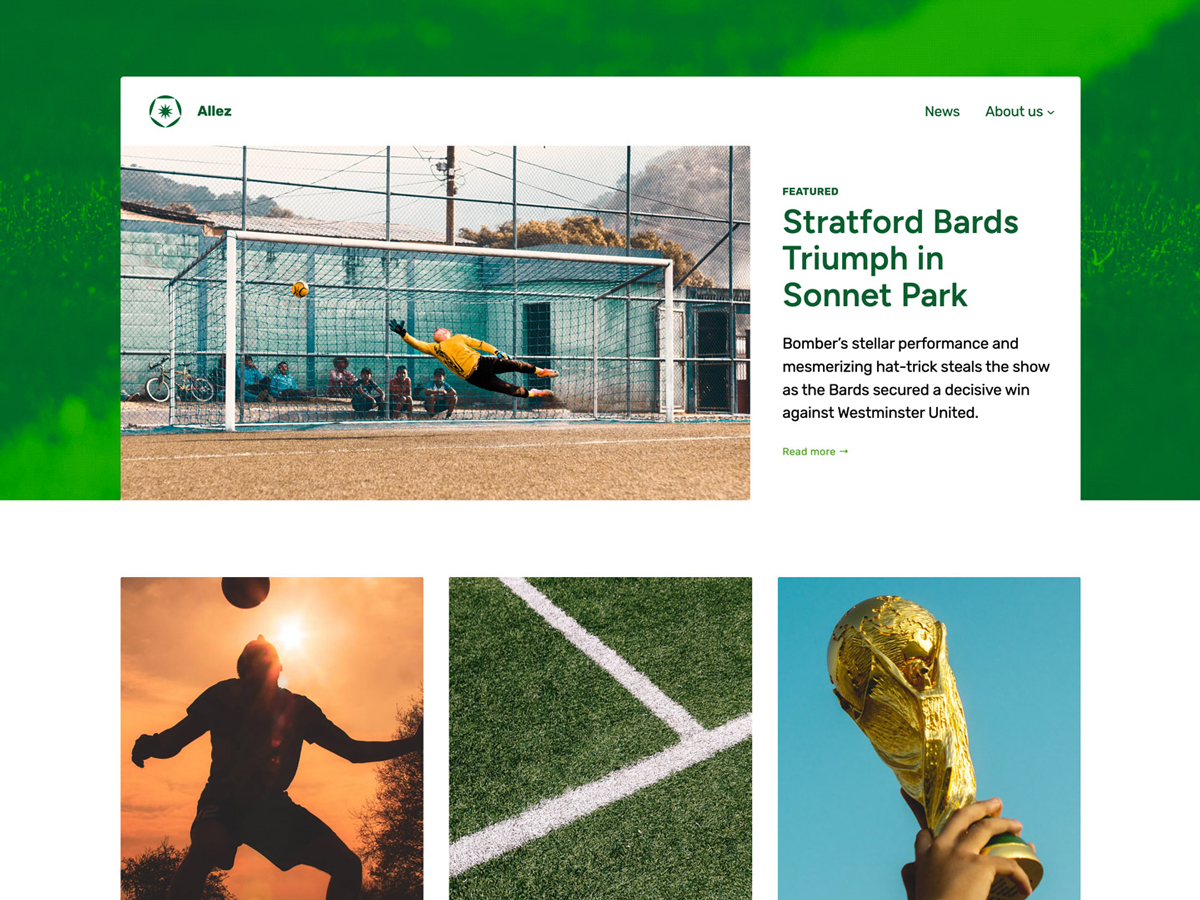 Allez
News
About us
FEATURED
Stratford Bards
Triumph in
Sonnet Park
Bomber’s stellar performance and
mesmerizing hat-trick steals the show
as the Bards secured a decisive win
against Westminster United.
Read more →